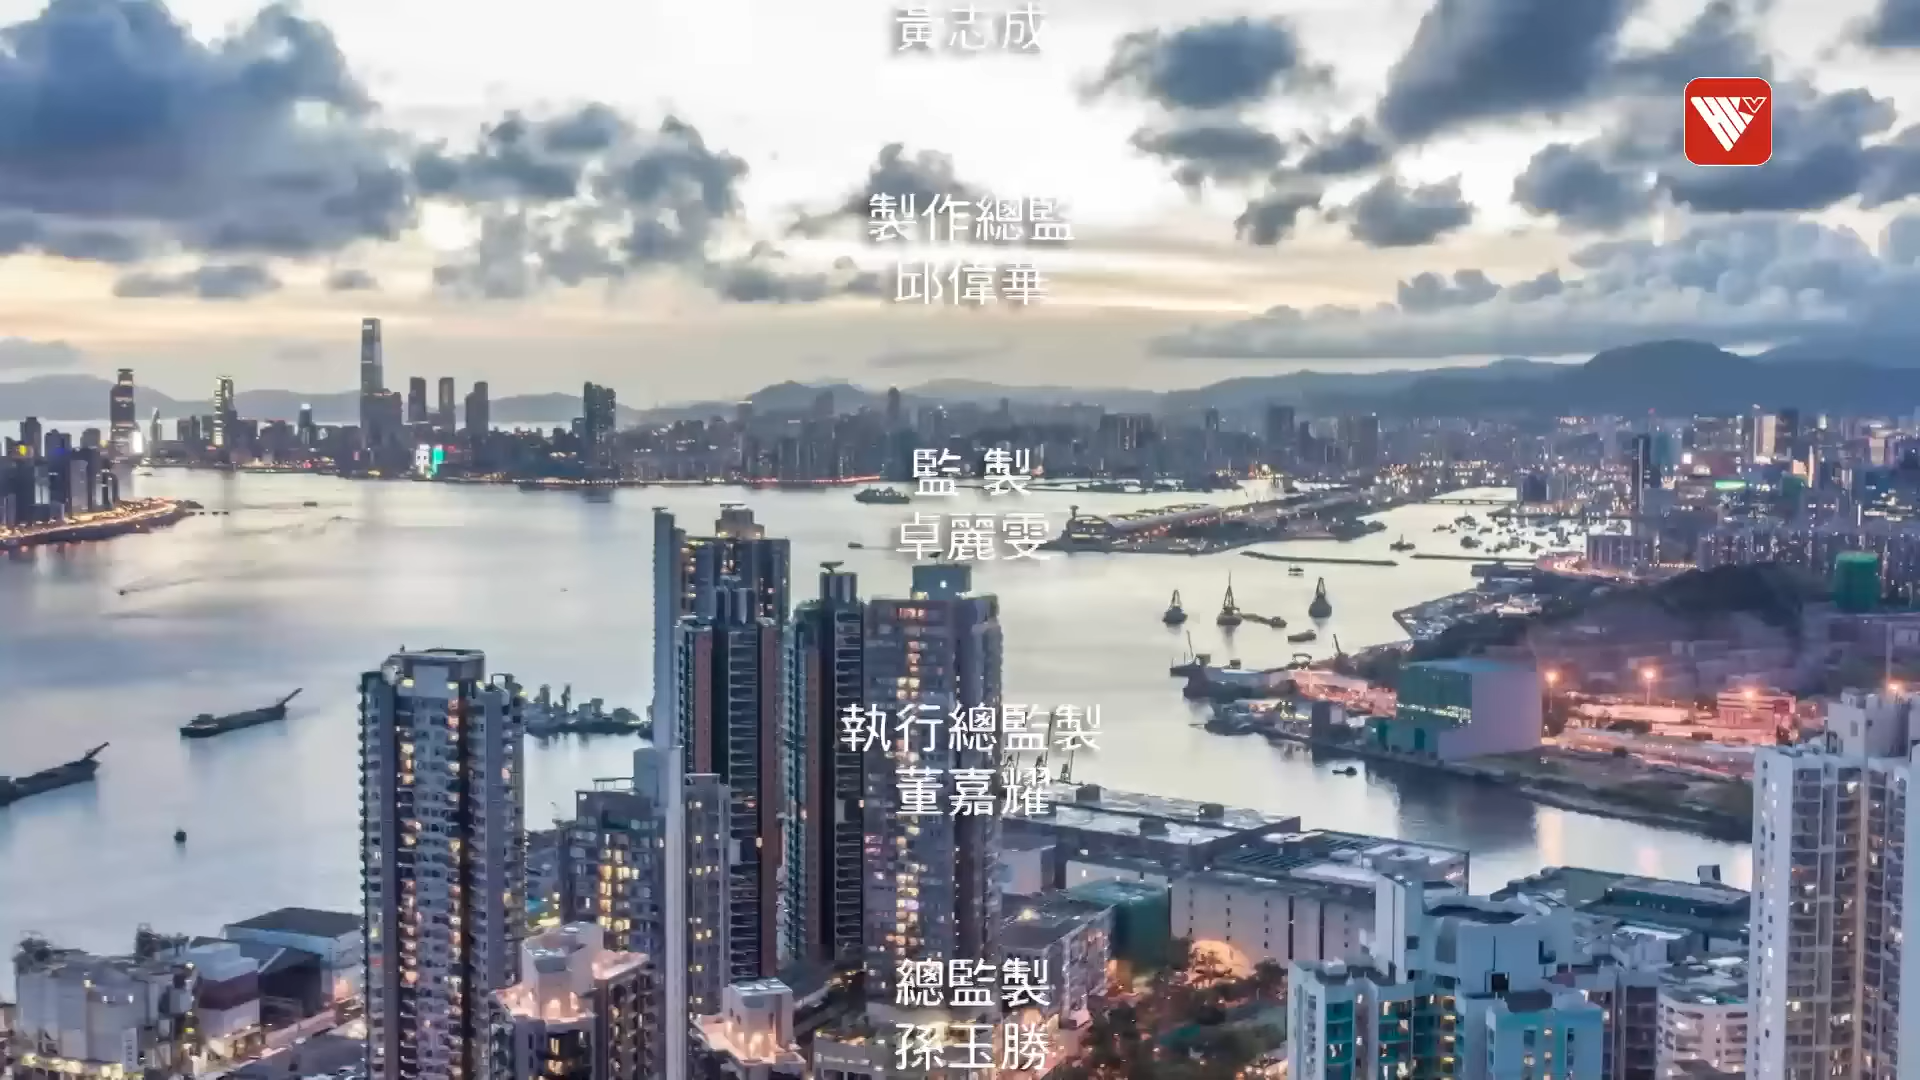 黃志成
製作總監
邱偉華
監 製
卓麗雯
執行總監製
董嘉耀
總監製
孫玉勝